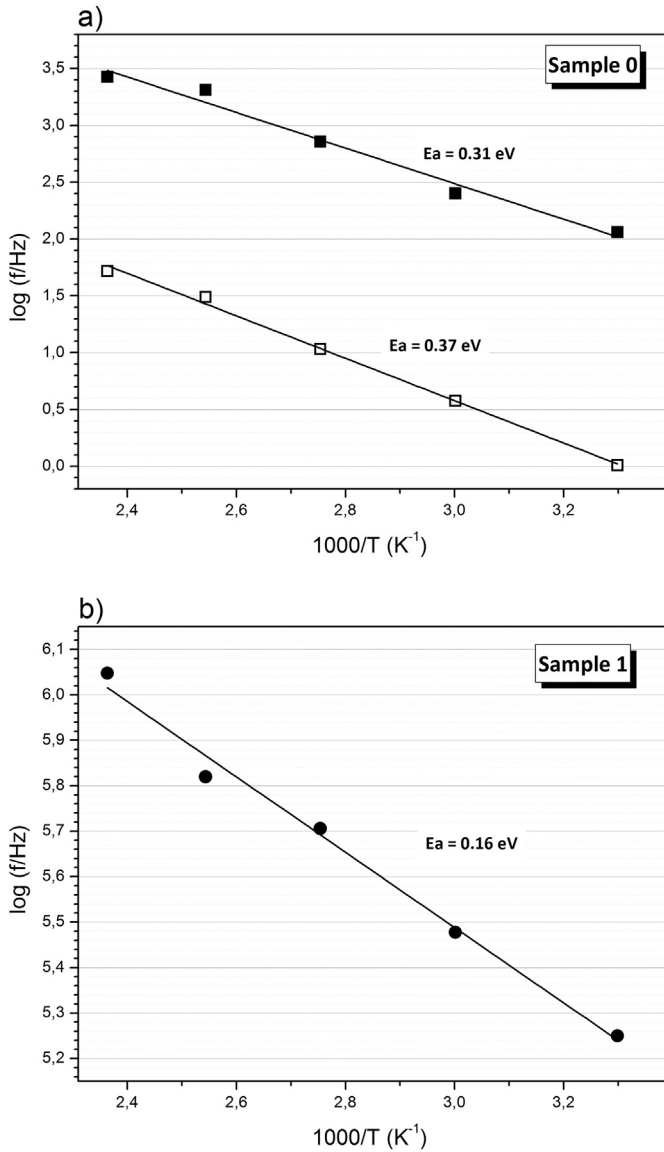 a)
Sample 0
3,5
3,0
2,5
2,0
1,5
1,0
0,5
0,0
log (f/Hz)
Ea = 0.31 eV
Ea = 0.37 eV
2,4 2,6 2,8 3,0 3,2
1000/T (K⁻¹)
b)
Sample 1
6,1
6,0
5,9
5,8
5,7
5,6
5,5
5,4
5,3
5,2
log (f/Hz)
Ea = 0.16 eV
2,4 2,6 2,8 3,0 3,2
1000/T (K⁻¹)